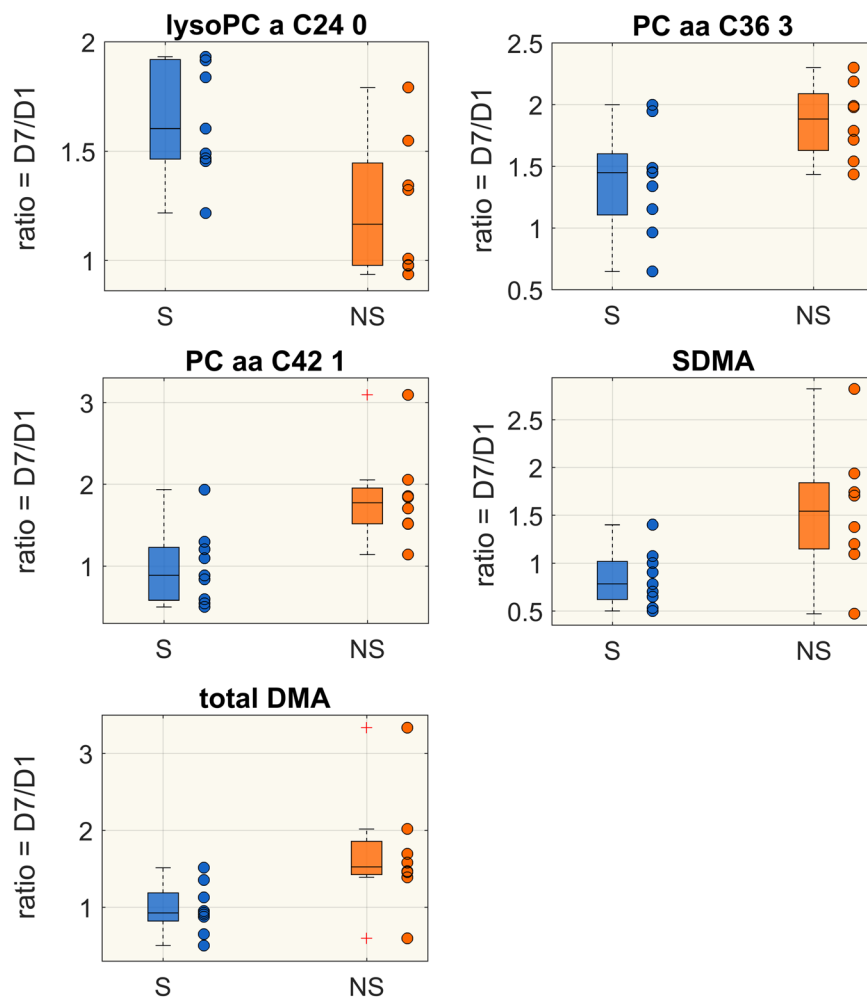 lysoPC a C24 0
ratio = D7/D1
2
1.5
1
S NS
PC aa C36 3
ratio = D7/D1
2.5
2
1.5
1
0.5
S NS
PC aa C42 1
ratio = D7/D1
3
2
1
S NS
SDMA
ratio = D7/D1
2.5
2
1.5
1
0.5
S NS
total DMA
ratio = D7/D1
3
2
1
S NS